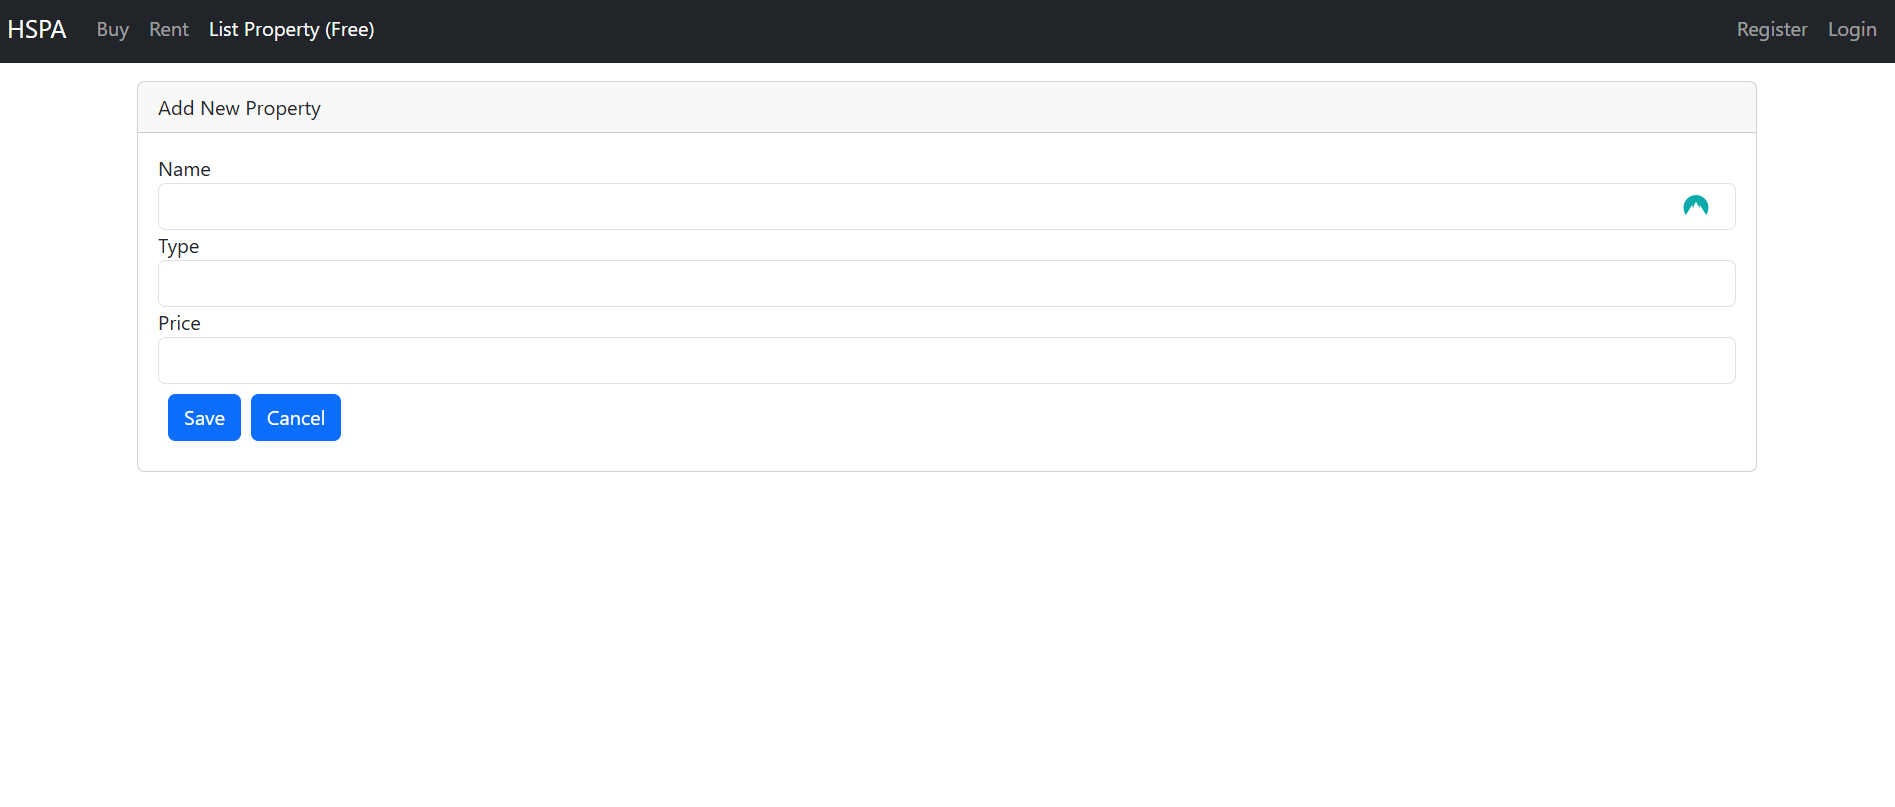 HSPA Buy Rent List Property (Free) Register Login
Add New Property
Name
Type
Price
Save Cancel